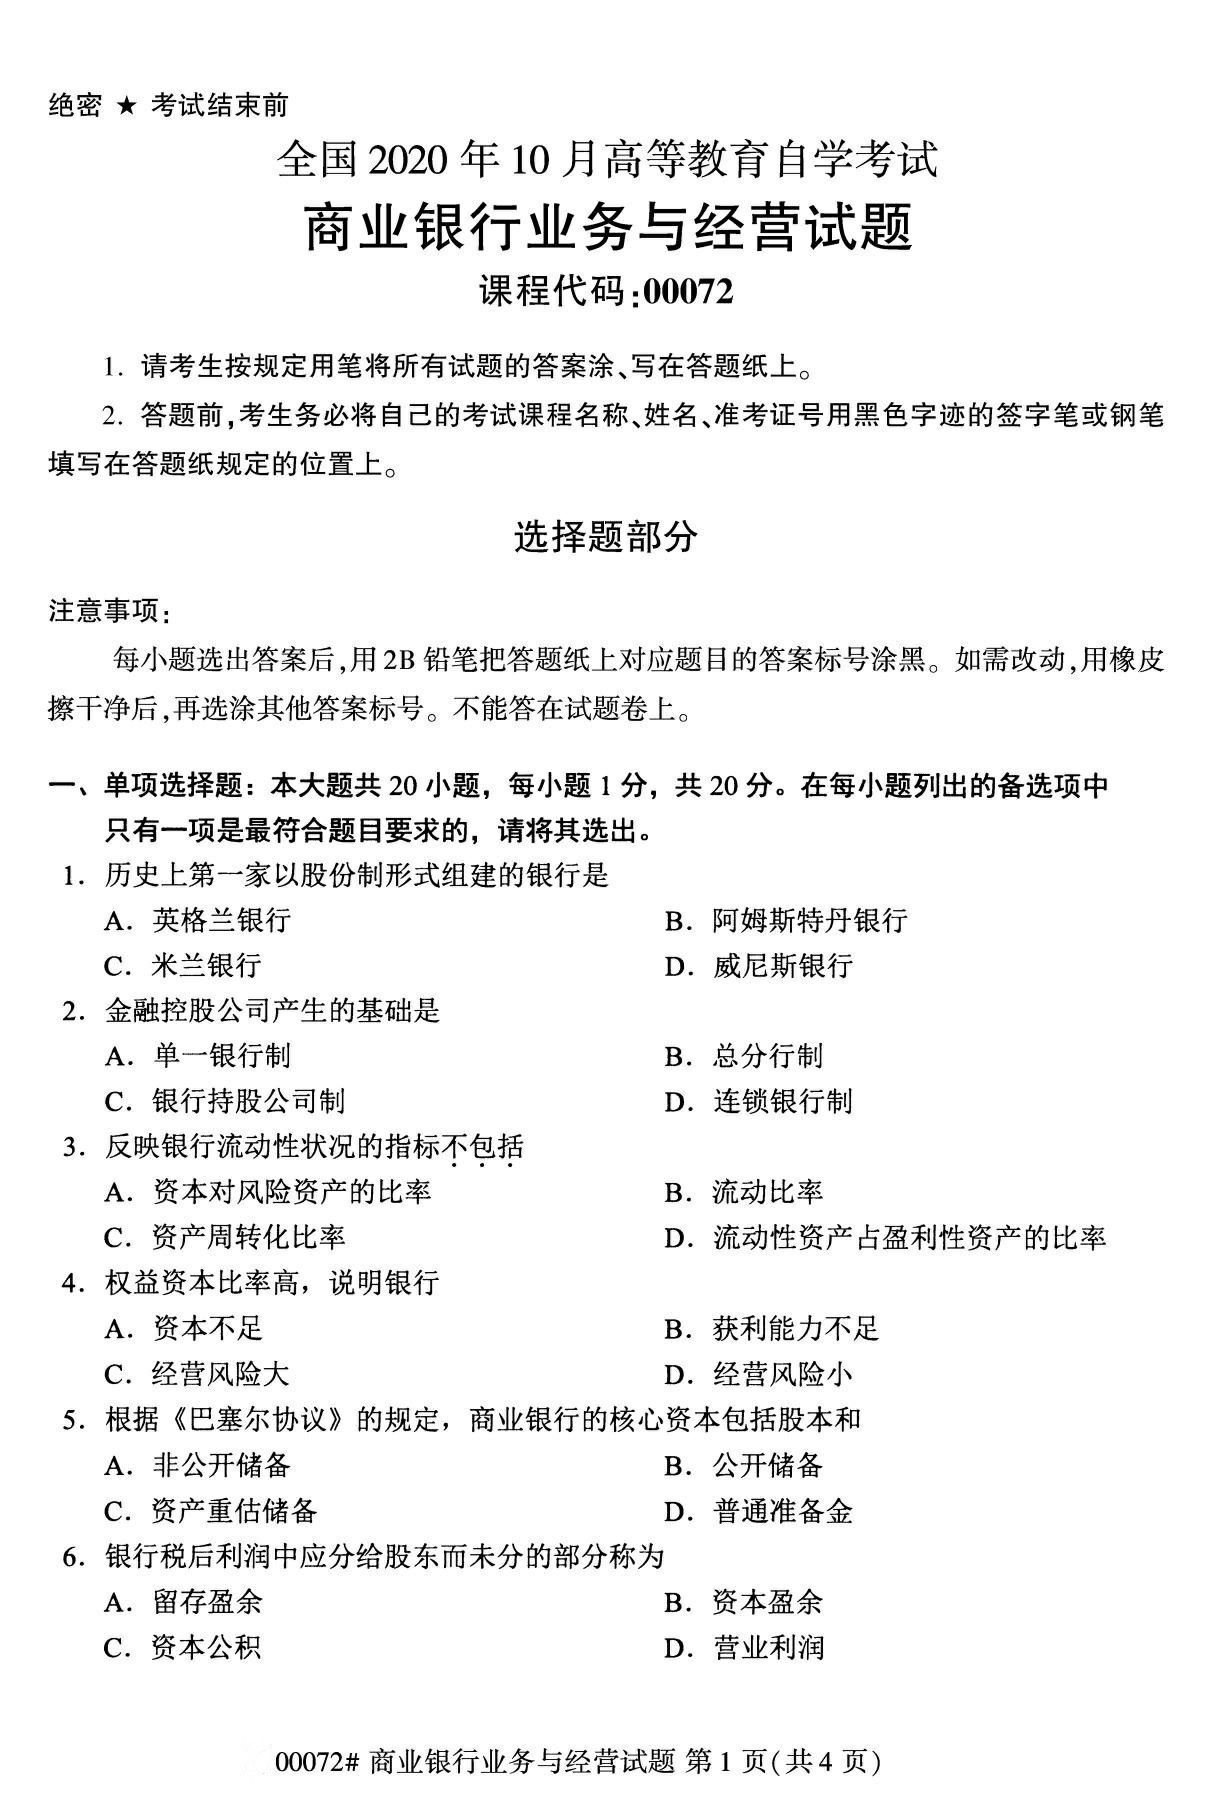 绝密 ★ 考试结束前
全国 2020 年 10 月高等教育自学考试
商业银行业务与经营试题
课程代码:00072
1. 请考生按规定用笔将所有试题的答案涂、写在答题纸上。
2. 答题前,考生务必将自己的考试课程名称、姓名、准考证号用黑色字迹的签字笔或钢笔
填写在答题纸规定的位置上。
选择题部分
注意事项:
每小题选出答案后,用 2B 铅笔把答题纸上对应题目的答案标号涂黑。如需改动,用橡皮
擦干净后,再选涂其他答案标号。不能答在试题卷上。
一、单项选择题：本大题共 20 小题，每小题 1 分，共 20 分。在每小题列出的备选项中
只有一项是最符合题目要求的，请将其选出。
1．历史上第一家以股份制形式组建的银行是
A．英格兰银行 B．阿姆斯特丹银行
C．米兰银行 D．威尼斯银行
2．金融控股公司产生的基础是
A．单一银行制 B．总分行制
C．银行持股公司制 D．连锁银行制
3．反映银行流动性状况的指标不包括
A．资本对风险资产的比率 B．流动比率
C．资产周转化比率 D．流动性资产占盈利性资产的比率
4．权益资本比率高，说明银行
A．资本不足 B．获利能力不足
C．经营风险大 D．经营风险小
5．根据《巴塞尔协议》的规定，商业银行的核心资本包括股本和
A．非公开储备 B．公开储备
C．资产重估储备 D．普通准备金
6．银行税后利润中应分给股东而未分的部分称为
A．留存盈余 B．资本盈余
C．资本公积 D．营业利润
00072# 商业银行业务与经营试题 第 1 页(共 4 页)